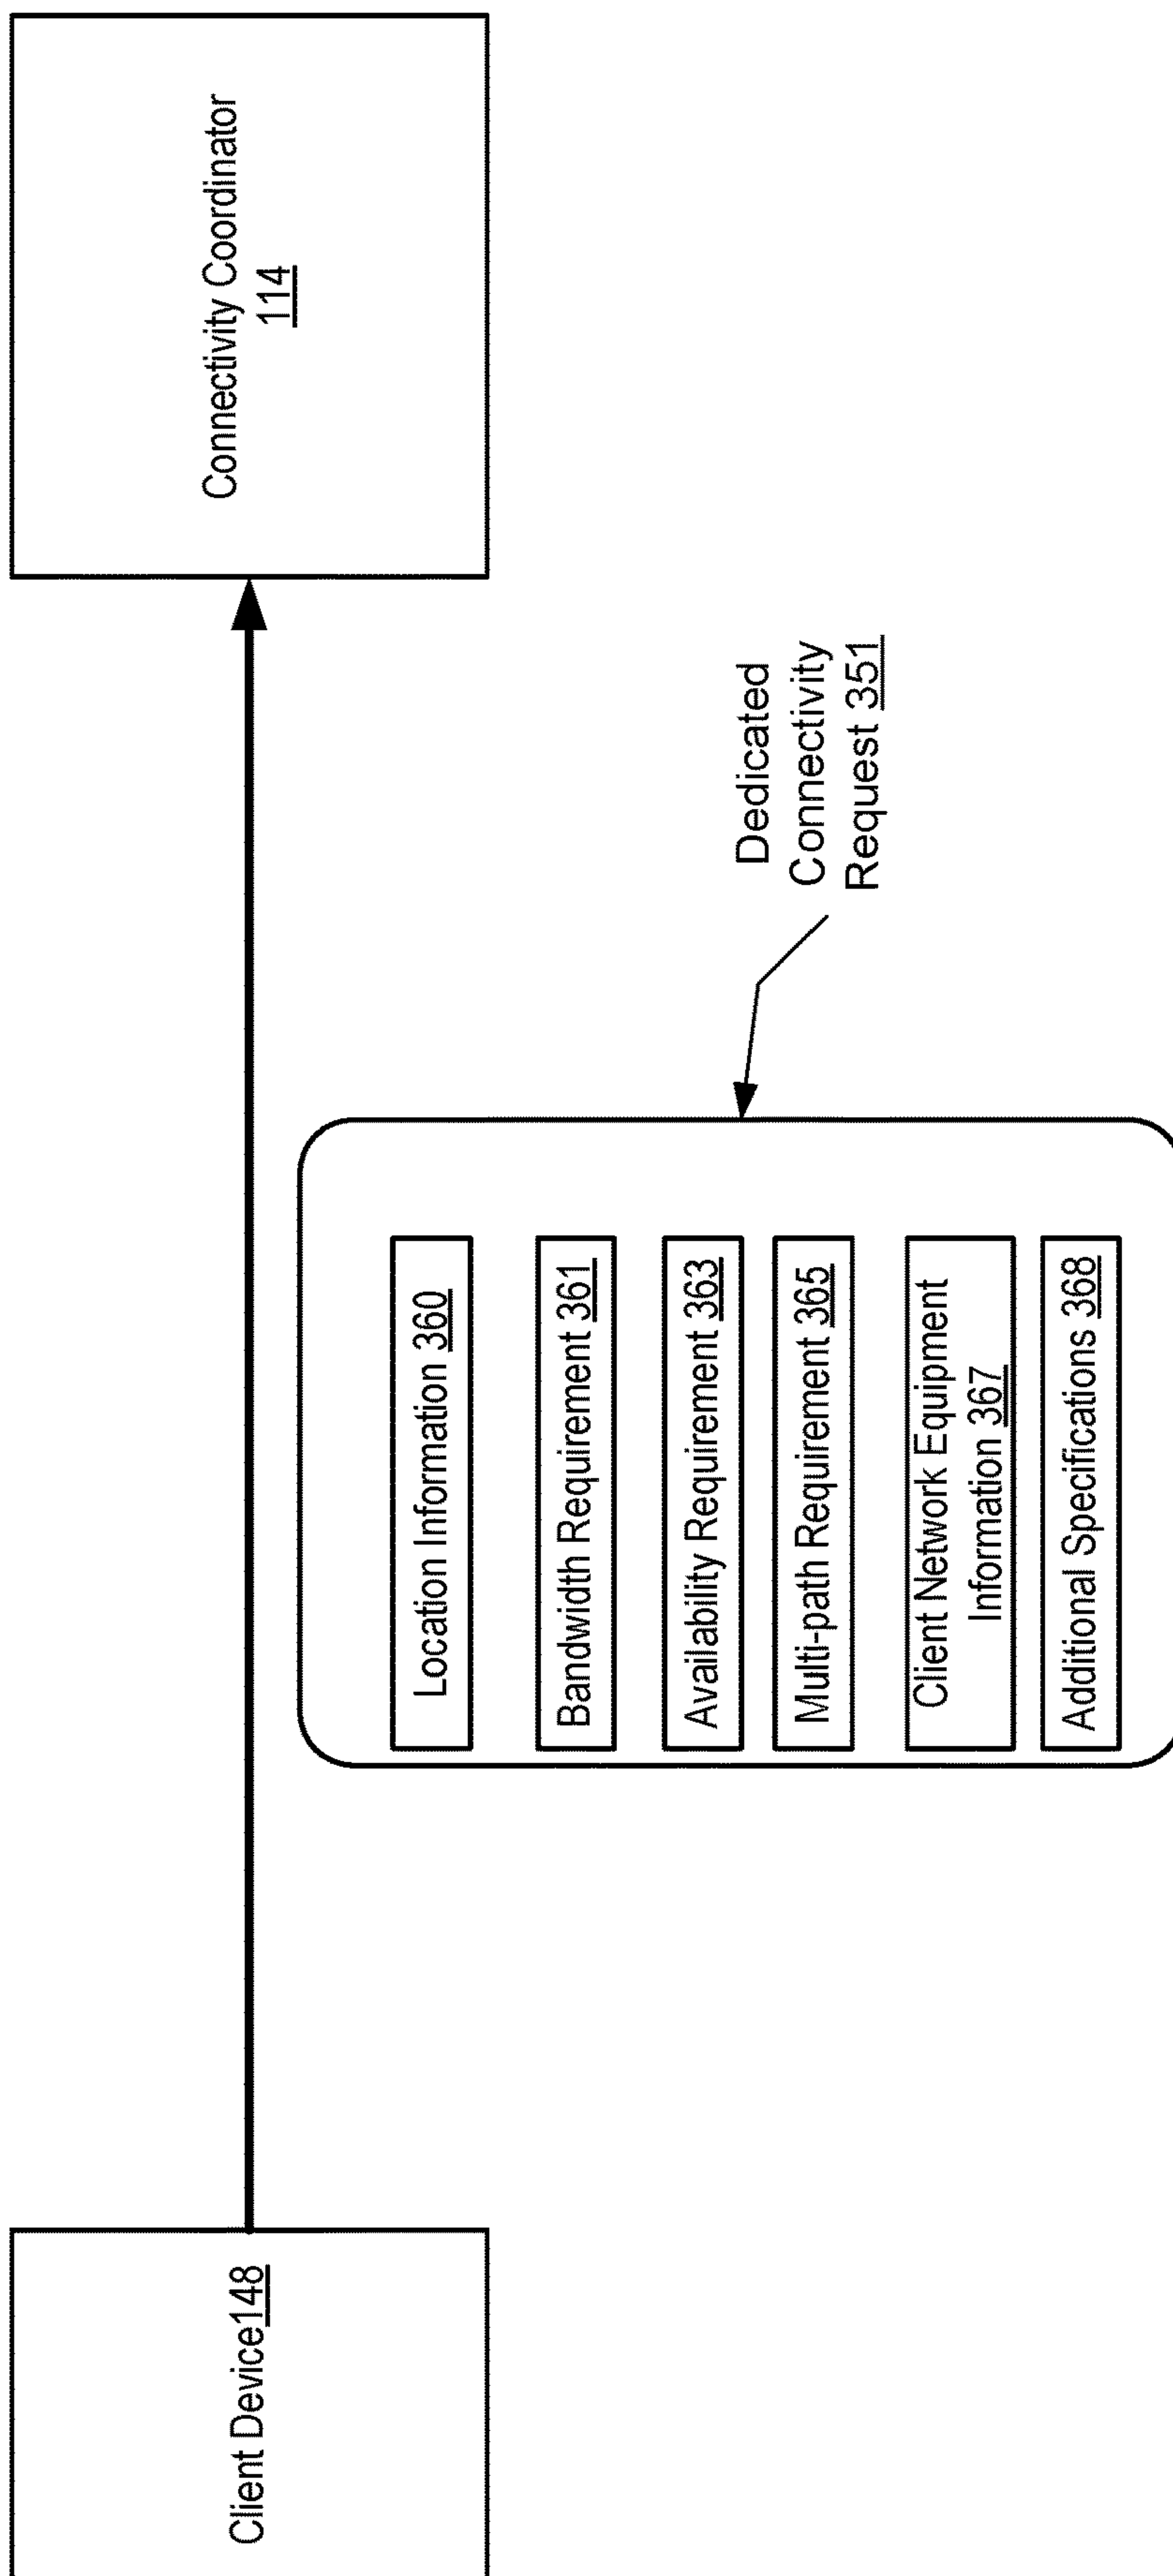 Client Device148
Connectivity Coordinator
114
Location Information 360
Bandwidth Requirement 361
Availability Requirement 363
Multi-path Requirement 365
Client Network Equipment
Information 367
Additional Specifications 368
Dedicated
Connectivity
Request 351